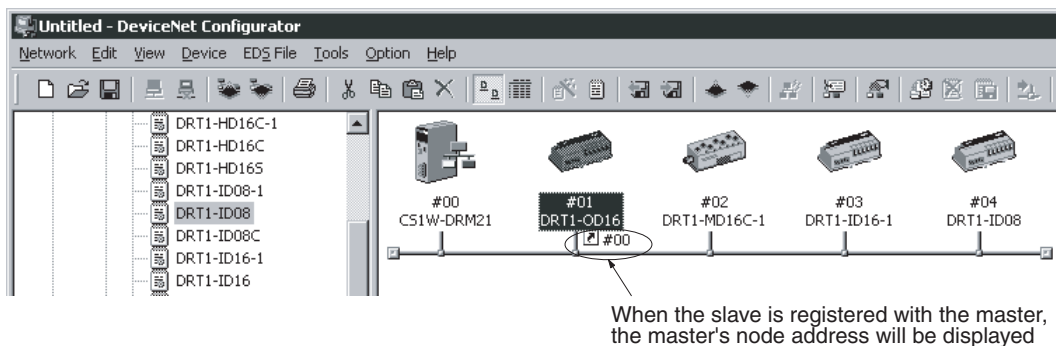 Untitled - DeviceNet Configurator
Network Edit View Device EDS File Tools Option Help
DRT1-HD16C-1
DRT1-HD16C
DRT1-HD16S
DRT1-ID08-1
DRT1-ID08
DRT1-ID08C
DRT1-ID16-1
DRT1-ID16
#00
CS1W-DRM21
#01
DRT1-OD16
#00
#02
DRT1-MD16C-1
#03
DRT1-ID16-1
#04
DRT1-ID08
When the slave is registered with the master,
the master's node address will be displayed